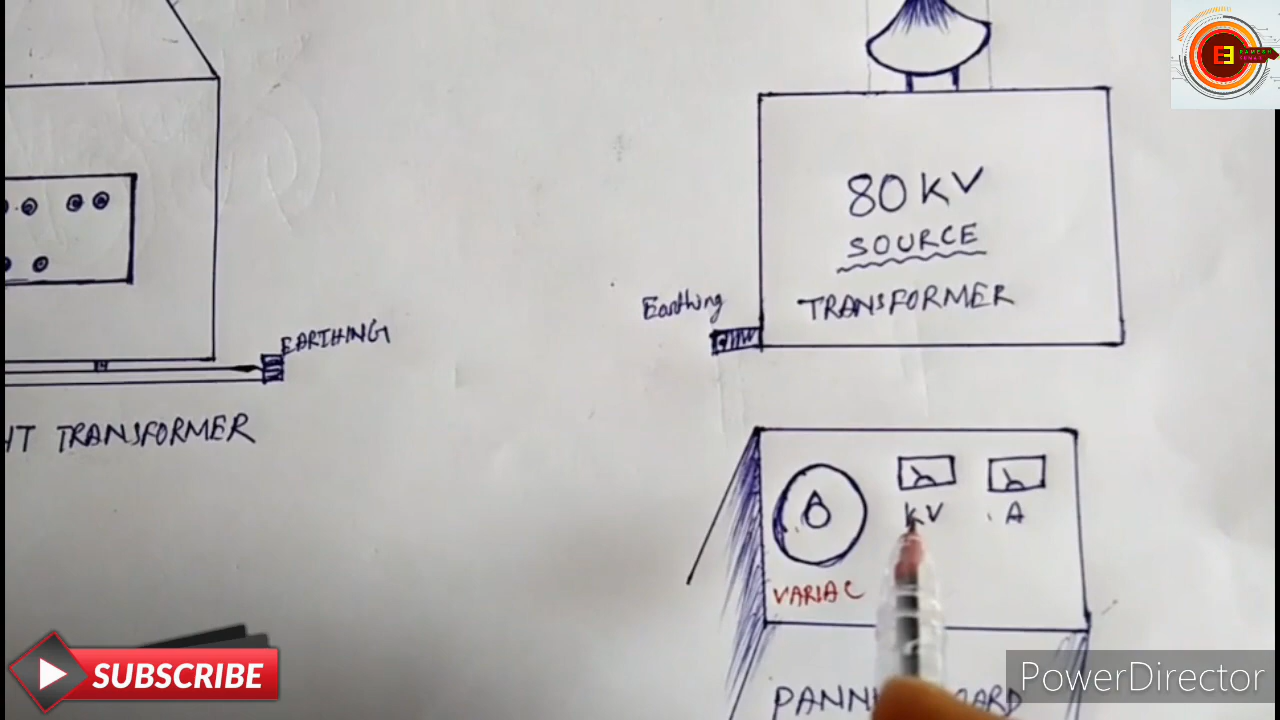 80 KV
SOURCE
TRANSFORMER
Earthing
EARTHING
HT TRANSFORMER
KV
A
VARIAC
SUBSCRIBE
PowerDirector